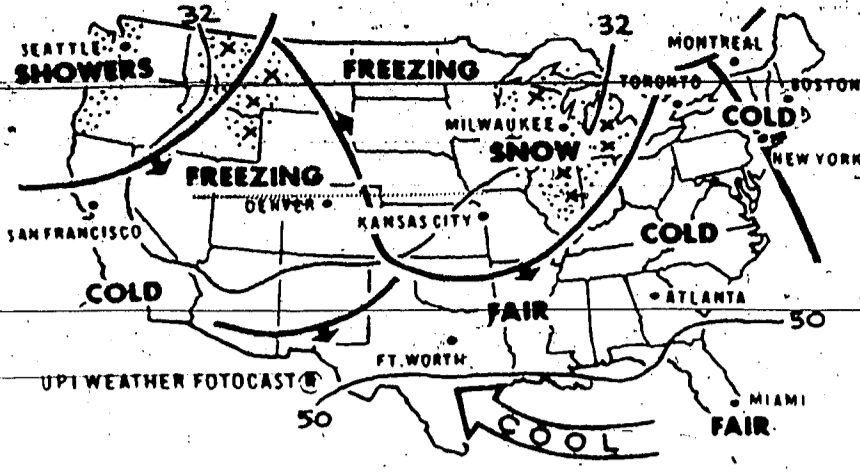 32
SEATTLE
SHOWERS
FREEZING
32
MONTREAL
TORONTO
BOSTON
COLD
MILWAUKEE
SNOW
NEW YORK
FREEZING
DENVER
KANSAS CITY
SAN FRANCISCO
COLD
COLD
FAIR
ATLANTA
50
FT. WORTH
UPI WEATHER FOTOCAST ®
50
COOL
MIAMI
FAIR